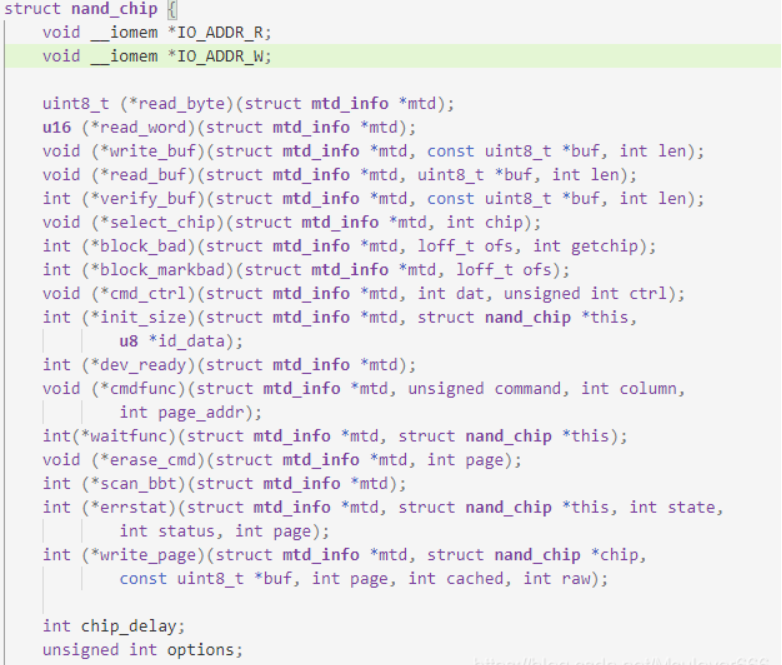 struct nand_chip {
void __iomem *IO_ADDR_R;
void __iomem *IO_ADDR_W;
uint8_t (*read_byte)(struct mtd_info *mtd);
u16 (*read_word)(struct mtd_info *mtd);
void (*write_buf)(struct mtd_info *mtd, const uint8_t *buf, int len);
void (*read_buf)(struct mtd_info *mtd, uint8_t *buf, int len);
int (*verify_buf)(struct mtd_info *mtd, const uint8_t *buf, int len);
void (*select_chip)(struct mtd_info *mtd, int chip);
int (*block_bad)(struct mtd_info *mtd, loff_t ofs, int getchip);
int (*block_markbad)(struct mtd_info *mtd, loff_t ofs);
void (*cmd_ctrl)(struct mtd_info *mtd, int dat, unsigned int ctrl);
int (*init_size)(struct mtd_info *mtd, struct nand_chip *this,
u8 *id_data);
int (*dev_ready)(struct mtd_info *mtd);
void (*cmdfunc)(struct mtd_info *mtd, unsigned command, int column,
int page_addr);
int(*waitfunc)(struct mtd_info *mtd, struct nand_chip *this);
void (*erase_cmd)(struct mtd_info *mtd, int page);
int (*scan_bbt)(struct mtd_info *mtd);
int (*errstat)(struct mtd_info *mtd, struct nand_chip *this, int state,
int status, int page);
int (*write_page)(struct mtd_info *mtd, struct nand_chip *chip,
const uint8_t *buf, int page, int cached, int raw);
int chip_delay;
unsigned int options;